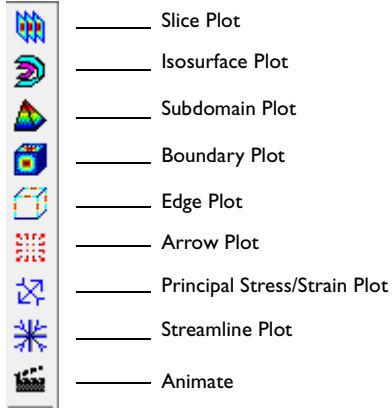 Slice Plot
Isosurface Plot
Subdomain Plot
Boundary Plot
Edge Plot
Arrow Plot
Principal Stress/Strain Plot
Streamline Plot
Animate